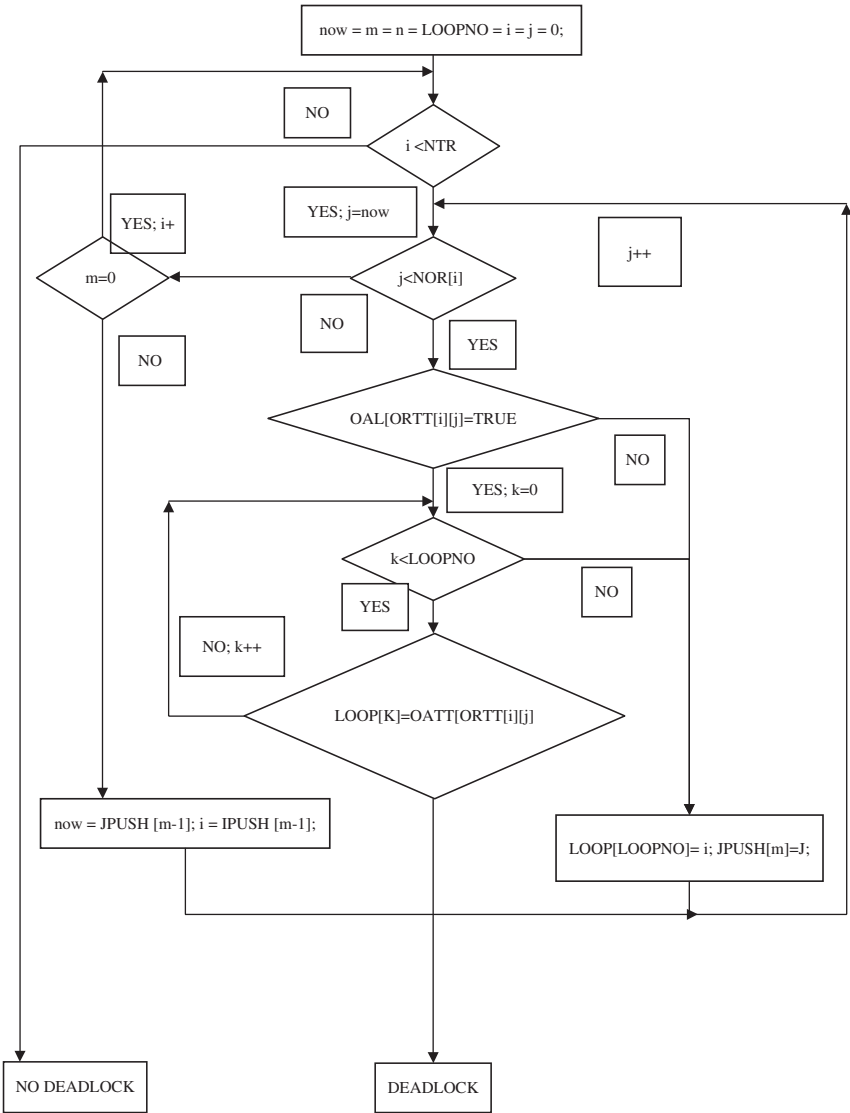 now = m = n = LOOPNO = i = j = 0;
NO
i <NTR
YES; i+
YES; j=now
j++
m=0
j<NOR[i]
NO
YES
NO
OAL[ORTT[i][j]=TRUE
NO
YES; k=0
k<LOOPNO
YES
NO
NO; k++
LOOP[K]=OATT[ORTT[i][j]
now = JPUSH [m-1]; i = IPUSH [m-1];
LOOP[LOOPNO]= i; JPUSH[m]=J;
NO DEADLOCK
DEADLOCK